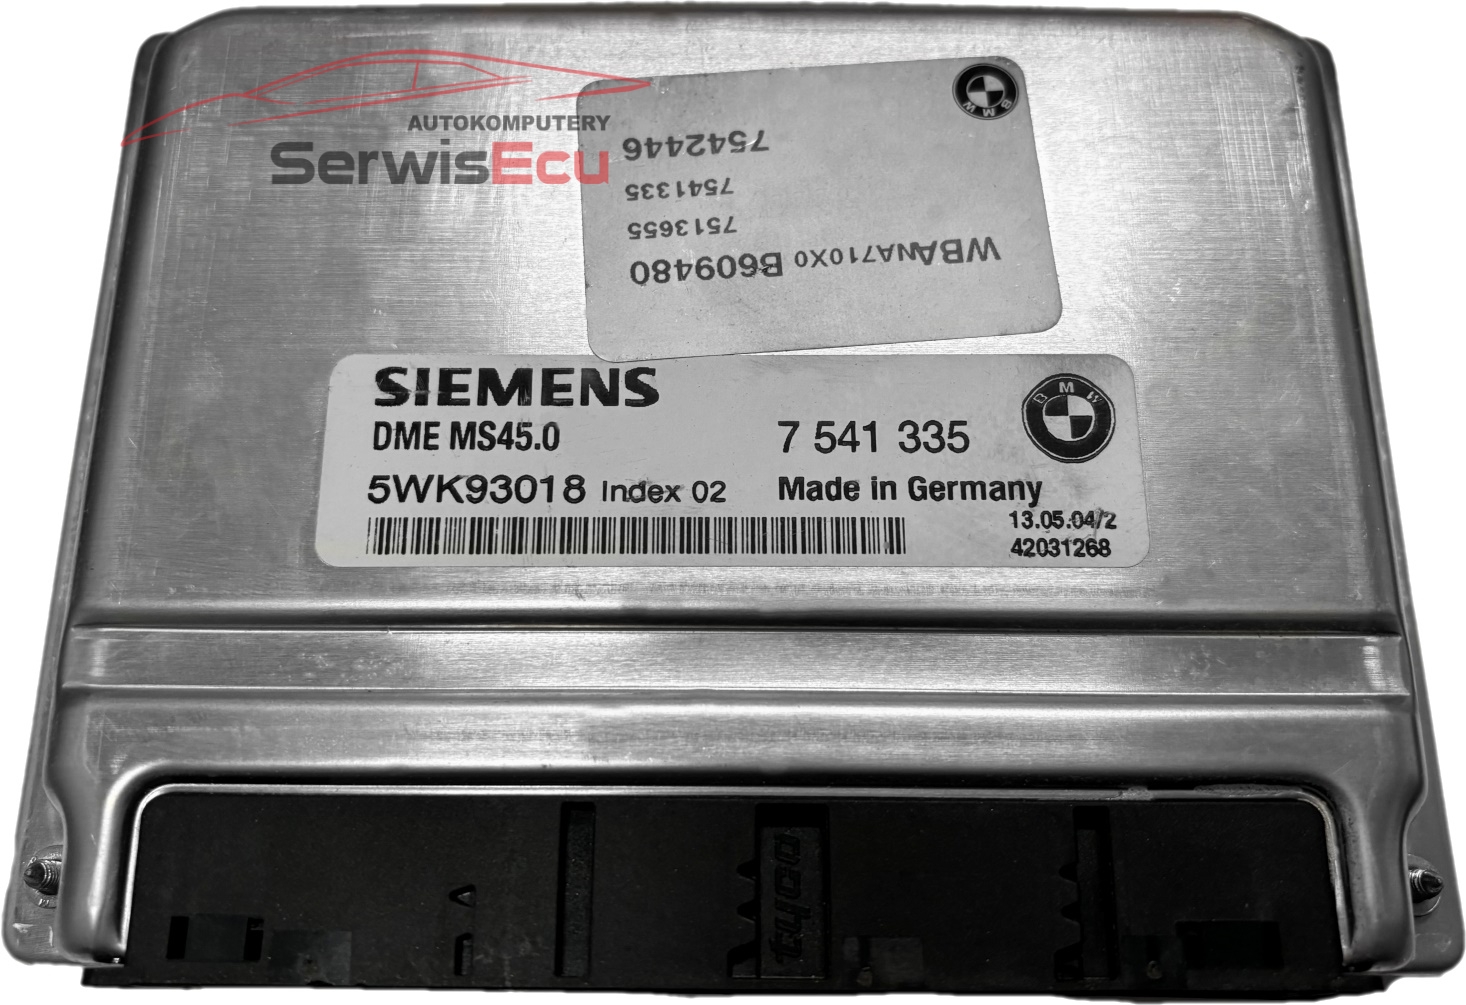 AUTOKOMPUTERY
SerwisEcu
BMW
7542446
7541335
7513655
WBANA710X0 B609480
SIEMENS
BMW
DME MS45.0
7 541 335
5WK93018 Index 02
Made in Germany
13.05.04/2
42031268
tyco